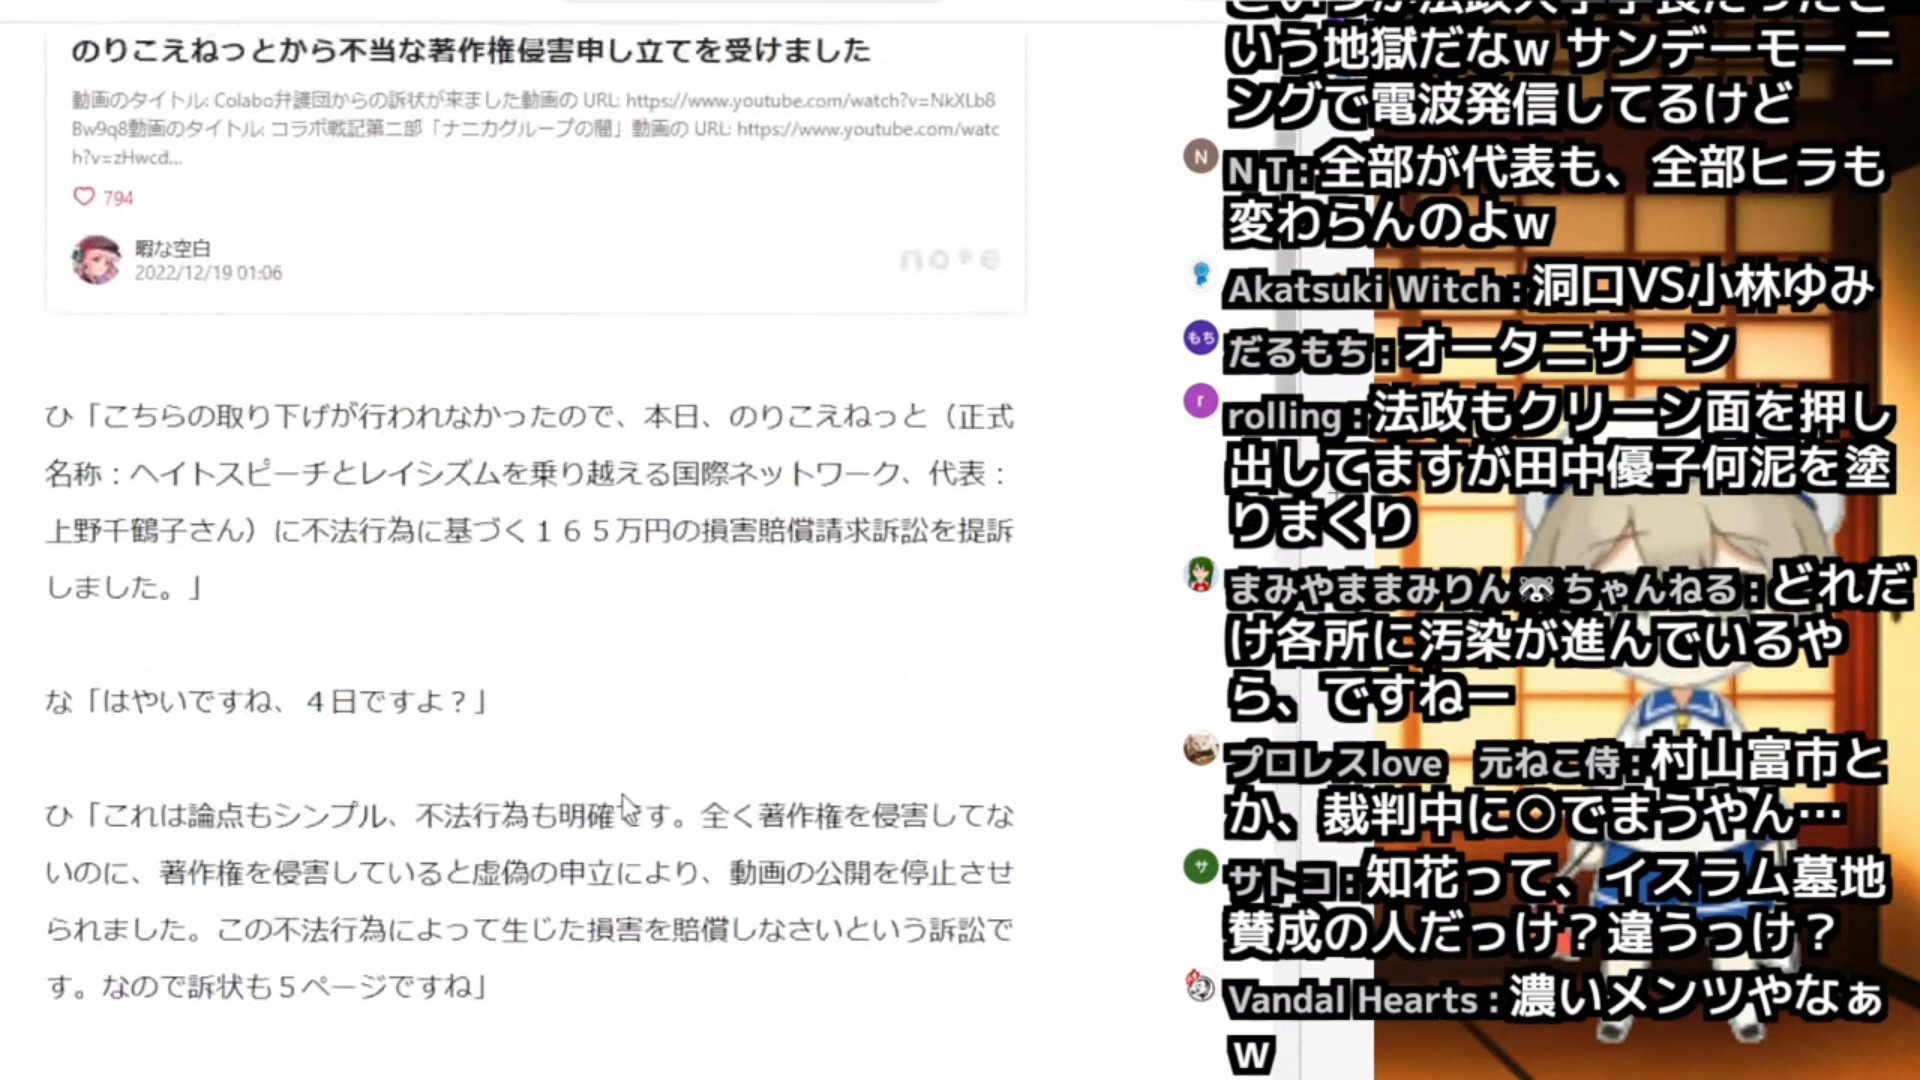 のりこえねっとから不当な著作権侵害申し立てを受けました
動画のタイトル: Colabo弁護団からの訴状が来ました動画の URL: https://www.youtube.com/watch?v=NkXLb8
Bw9q8動画のタイトル: コラボ戦記第二部「ナニカグループの闇」動画の URL: https://www.youtube.com/watc
h?v=zHwcd...
794
暇な空白
2022/12/19 01:06
note
ひ「こちらの取り下げが行われなかったので、本日、のりこえねっと（正式
名称：ヘイトスピーチとレイシズムを乗り越える国際ネットワーク、代表：
上野千鶴子さん）に不法行為に基づく１６５万円の損害賠償請求訴訟を提訴
しました。」
な「はやいですね、４日ですよ？」
ひ「これは論点もシンプル、不法行為も明確です。全く著作権を侵害してな
いのに、著作権を侵害していると虚偽の申立により、動画の公開を停止させ
られました。この不法行為によって生じた損害を賠償しなさいという訴訟で
す。なので訴状も５ページですね」
いう地獄だなw サンデーモーニ
ングで電波発信してるけど
N
N T : 全部が代表も、全部ヒラも
変わらんのよw
Akatsuki Witch : 洞口VS小林ゆみ
もち
だるもち : オータニサーン
r
rolling : 法政もクリーン面を押し
出してますが田中優子何泥を塗
りまくり
まみやままみりん🦝ちゃんねる : どれだ
け各所に汚染が進んでいるや
ら、ですねー
プロレスlove 元ねこ侍 : 村山富市と
か、裁判中に〇でまうやん…
サ
サトコ : 知花って、イスラム墓地
賛成の人だっけ？違うっけ？
Vandal Hearts : 濃いメンツやなぁ
w